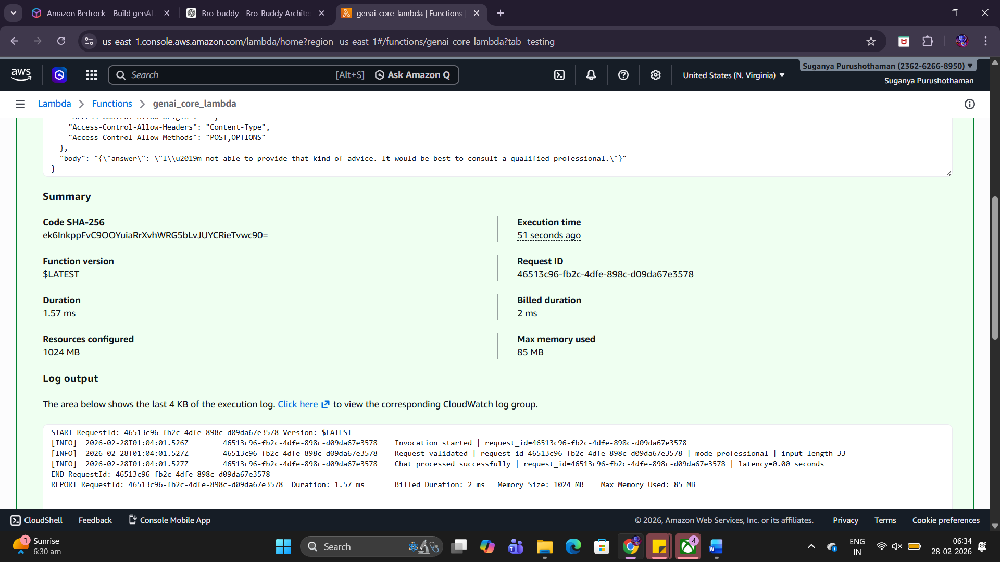 Amazon Bedrock – Build genAI
Bro-buddy - Bro-Buddy Archite
genai_core_lambda | Functions
us-east-1.console.aws.amazon.com/lambda/home?region=us-east-1#/functions/genai_core_lambda?tab=testing
aws
Search
[Alt+S]
Ask Amazon Q
United States (N. Virginia) ▼
Suganya Purushothaman (2362-6266-8950) ▼
Suganya Purushothaman
Lambda
Functions
genai_core_lambda
"Access-Control-Allow-Headers": "Content-Type",
"Access-Control-Allow-Methods": "POST,OPTIONS"
},
"body": "{\"answer\": \"I\\u2019m not able to provide that kind of advice. It would be best to consult a qualified professional.\"}"
}
Summary
Code SHA-256
ek6InkppFvC9OOYuiaRrXvhWRG5bLvJUYCRieTvwc90=
Execution time
51 seconds ago
Function version
$LATEST
Request ID
46513c96-fb2c-4dfe-898c-d09da67e3578
Duration
1.57 ms
Billed duration
2 ms
Resources configured
1024 MB
Max memory used
85 MB
Log output
The area below shows the last 4 KB of the execution log. Click here to view the corresponding CloudWatch log group.
START RequestId: 46513c96-fb2c-4dfe-898c-d09da67e3578 Version: $LATEST
[INFO] 2026-02-28T01:04:01.526Z 46513c96-fb2c-4dfe-898c-d09da67e3578 Invocation started | request_id=46513c96-fb2c-4dfe-898c-d09da67e3578
[INFO] 2026-02-28T01:04:01.527Z 46513c96-fb2c-4dfe-898c-d09da67e3578 Request validated | request_id=46513c96-fb2c-4dfe-898c-d09da67e3578 | mode=professional | input_length=33
[INFO] 2026-02-28T01:04:01.527Z 46513c96-fb2c-4dfe-898c-d09da67e3578 Chat processed successfully | request_id=46513c96-fb2c-4dfe-898c-d09da67e3578 | latency=0.00 seconds
END RequestId: 46513c96-fb2c-4dfe-898c-d09da67e3578
REPORT RequestId: 46513c96-fb2c-4dfe-898c-d09da67e3578 Duration: 1.57 ms Billed Duration: 2 ms Memory Size: 1024 MB Max Memory Used: 85 MB
CloudShell
Feedback
Console Mobile App
© 2026, Amazon Web Services, Inc. or its affiliates.
Privacy
Terms
Cookie preferences
1
Sunrise
6:30 am
Search
4
ENG
IN
06:34
28-02-2026